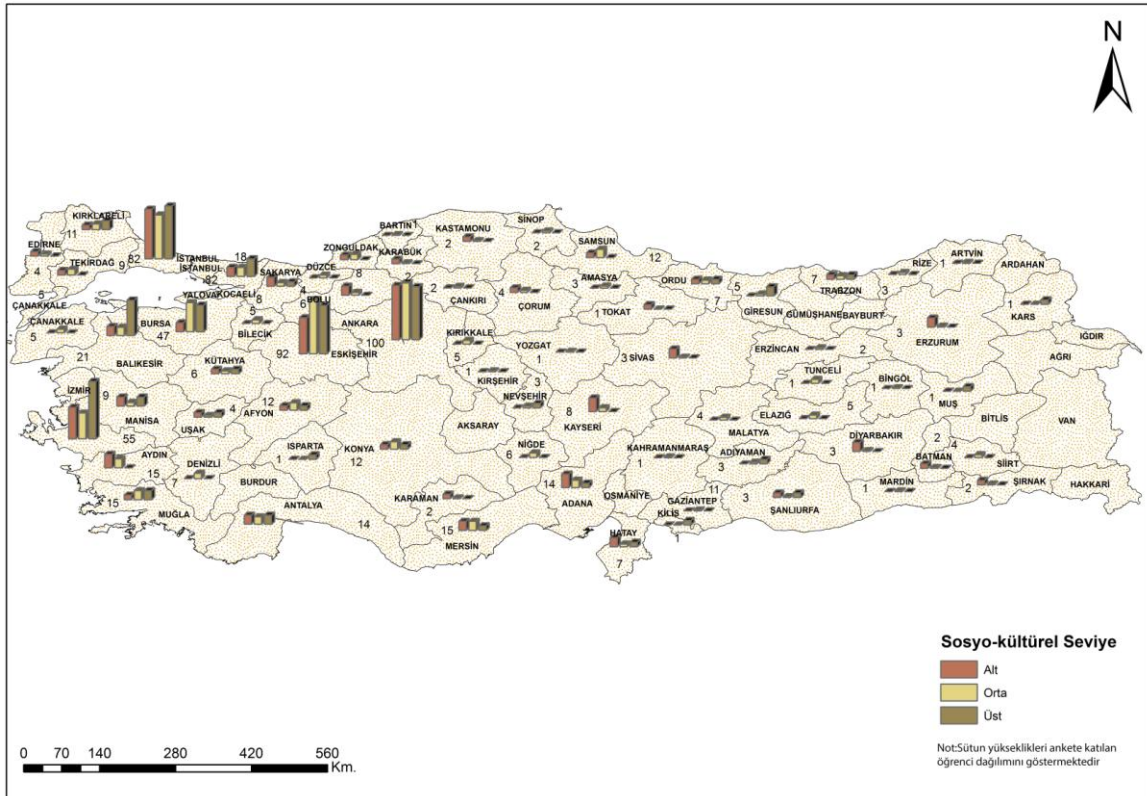 N
KIRKLARELİ
11
EDİRNE
4
TEKİRDAĞ
9
5
82
İSTANBUL
İSTANBUL
82
18
YALOVA
KOCAELİ
SAKARYA
8
DÜZCE
4
6
BOLU
ZONGULDAK
8
BARTIN
1
KARABÜK
2
KASTAMONU
2
SİNOP
2
SAMSUN
12
ÇANKIRI
2
ÇORUM
4
AMASYA
3
TOKAT
1
ORDU
7
GİRESUN
5
TRABZON
7
GÜMÜŞHANE
BAYBURT
RİZE
3
ARTVİN
1
ARDAHAN
KARS
1
IĞDIR
AĞRI
ERZURUM
3
ERZİNCAN
2
ÇANAKKALE
ÇANAKKALE
5
BURSA
47
BİLECİK
5
BALIKESİR
21
KÜTAHYA
6
ESKİŞEHİR
92
ANKARA
100
KIRIKKALE
5
YOZGAT
1
KIRŞEHİR
1
NEVŞEHİR
3
SİVAS
3
KAYSERİ
8
TUNCELİ
1
BİNGÖL
1
ELAZIĞ
5
MUŞ
1
BİTLİS
VAN
İZMİR
55
MANİSA
9
UŞAK
4
AFYON
12
AYDIN
15
DENİZLİ
7
ISPARTA
1
BURDUR
KONYA
12
AKSARAY
NİĞDE
6
MALATYA
4
ADIYAMAN
3
KAHRAMANMARAŞ
1
DİYARBAKIR
3
BATMAN
2
SİİRT
4
MARDİN
1
ŞIRNAK
2
HAKKARİ
MUĞLA
15
ANTALYA
14
KARAMAN
2
MERSİN
15
ADANA
14
OSMANİYE
GAZİANTEP
11
KİLİS
1
HATAY
7
ŞANLIURFA
3
Sosyo-kültürel Seviye
Alt
Orta
Üst
Not:Sütun yükseklikleri ankete katılan
öğrenci dağılımını göstermektedir
0 70 140 280 420 560
Km.